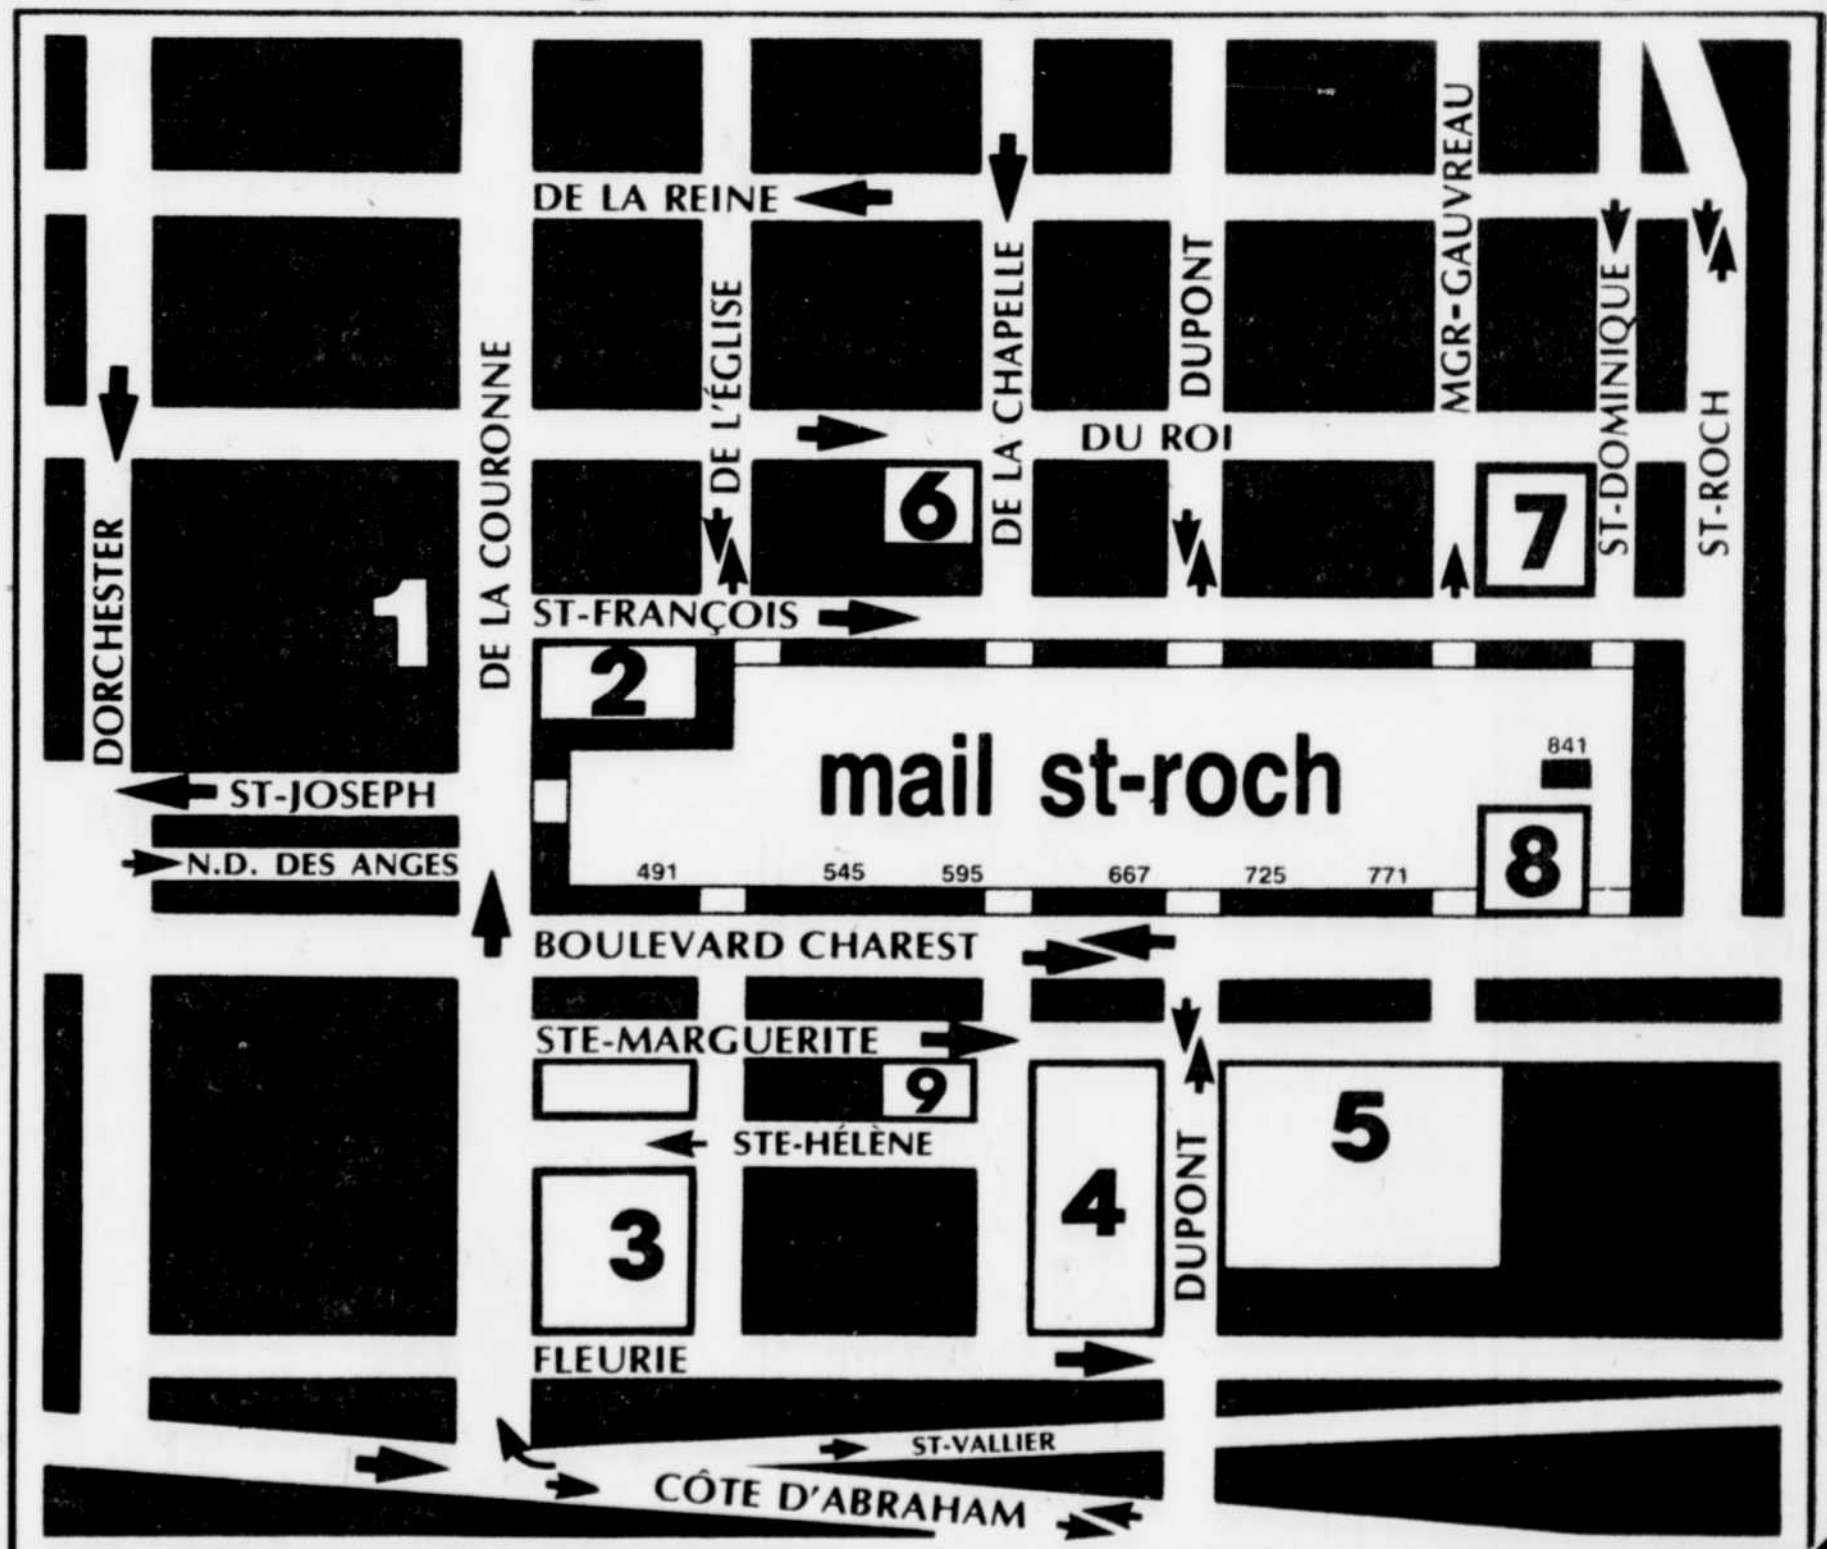 DE LA REINE
MGR-GAUVREAU
DE L'ÉGLISE
DE LA CHAPELLE
DUPONT
ST-DOMINIQUE
ST-ROCH
DE LA COURONNE
DU ROI
DORCHESTER
6
7
1
ST-FRANÇOIS
2
mail st-roch
841
ST-JOSEPH
8
N.D. DES ANGES
491 545 595 667 725 771
BOULEVARD CHAREST
STE-MARGUERITE
9
5
STE-HÉLÈNE
4
DUPONT
3
FLEURIE
ST-VALLIER
CÔTE D'ABRAHAM